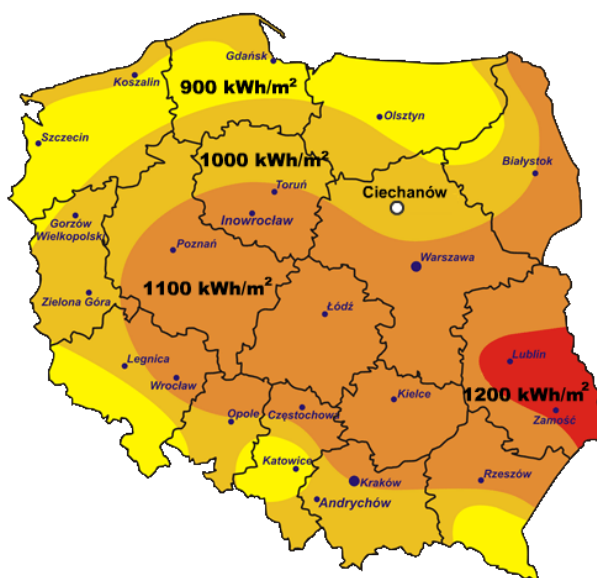 Gdańsk
Koszalin
900 kWh/m²
Olsztyn
Szczecin
1000 kWh/m²
Białystok
Toruń
Ciechanów
Inowrocław
Gorzów
Wielkopolski
Poznań
Warszawa
1100 kWh/m²
Zielona Góra
Łódź
Lublin
Legnica
Wrocław
1200 kWh/m²
Kielce
Opole
Częstochowa
Zamość
Katowice
Kraków
Rzeszów
Andrychów